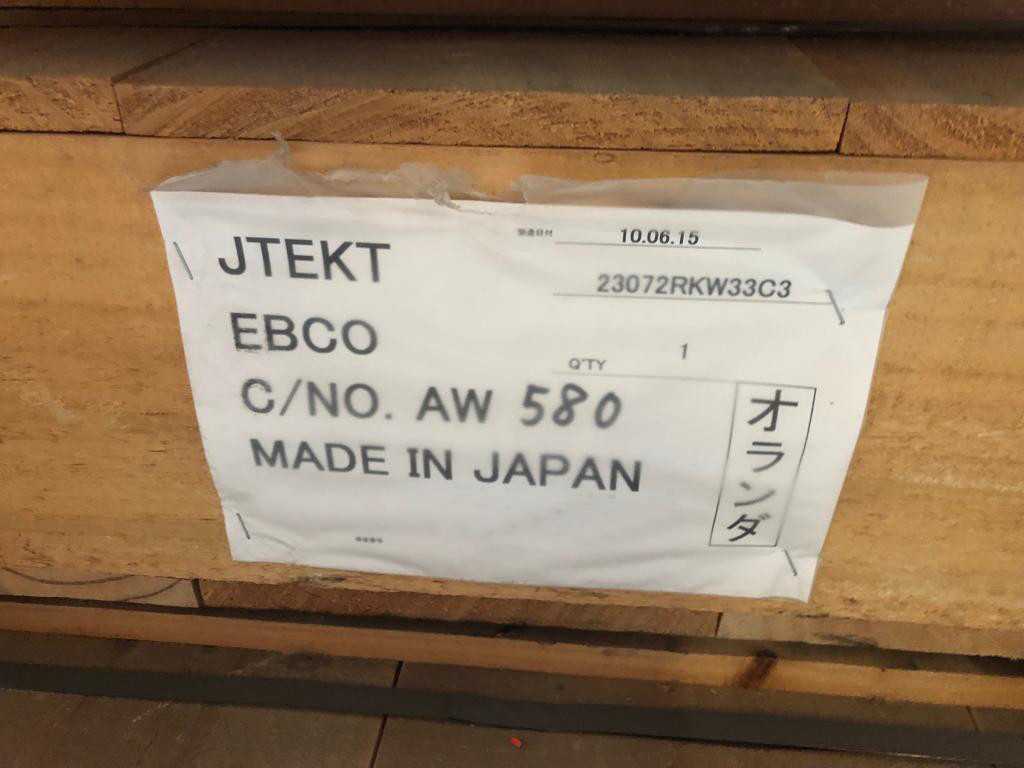 JTEKT
EBCO
C/NO. AW 580
MADE IN JAPAN
10.06.15
23072RKW33C3
Q'TY 1
オランダ